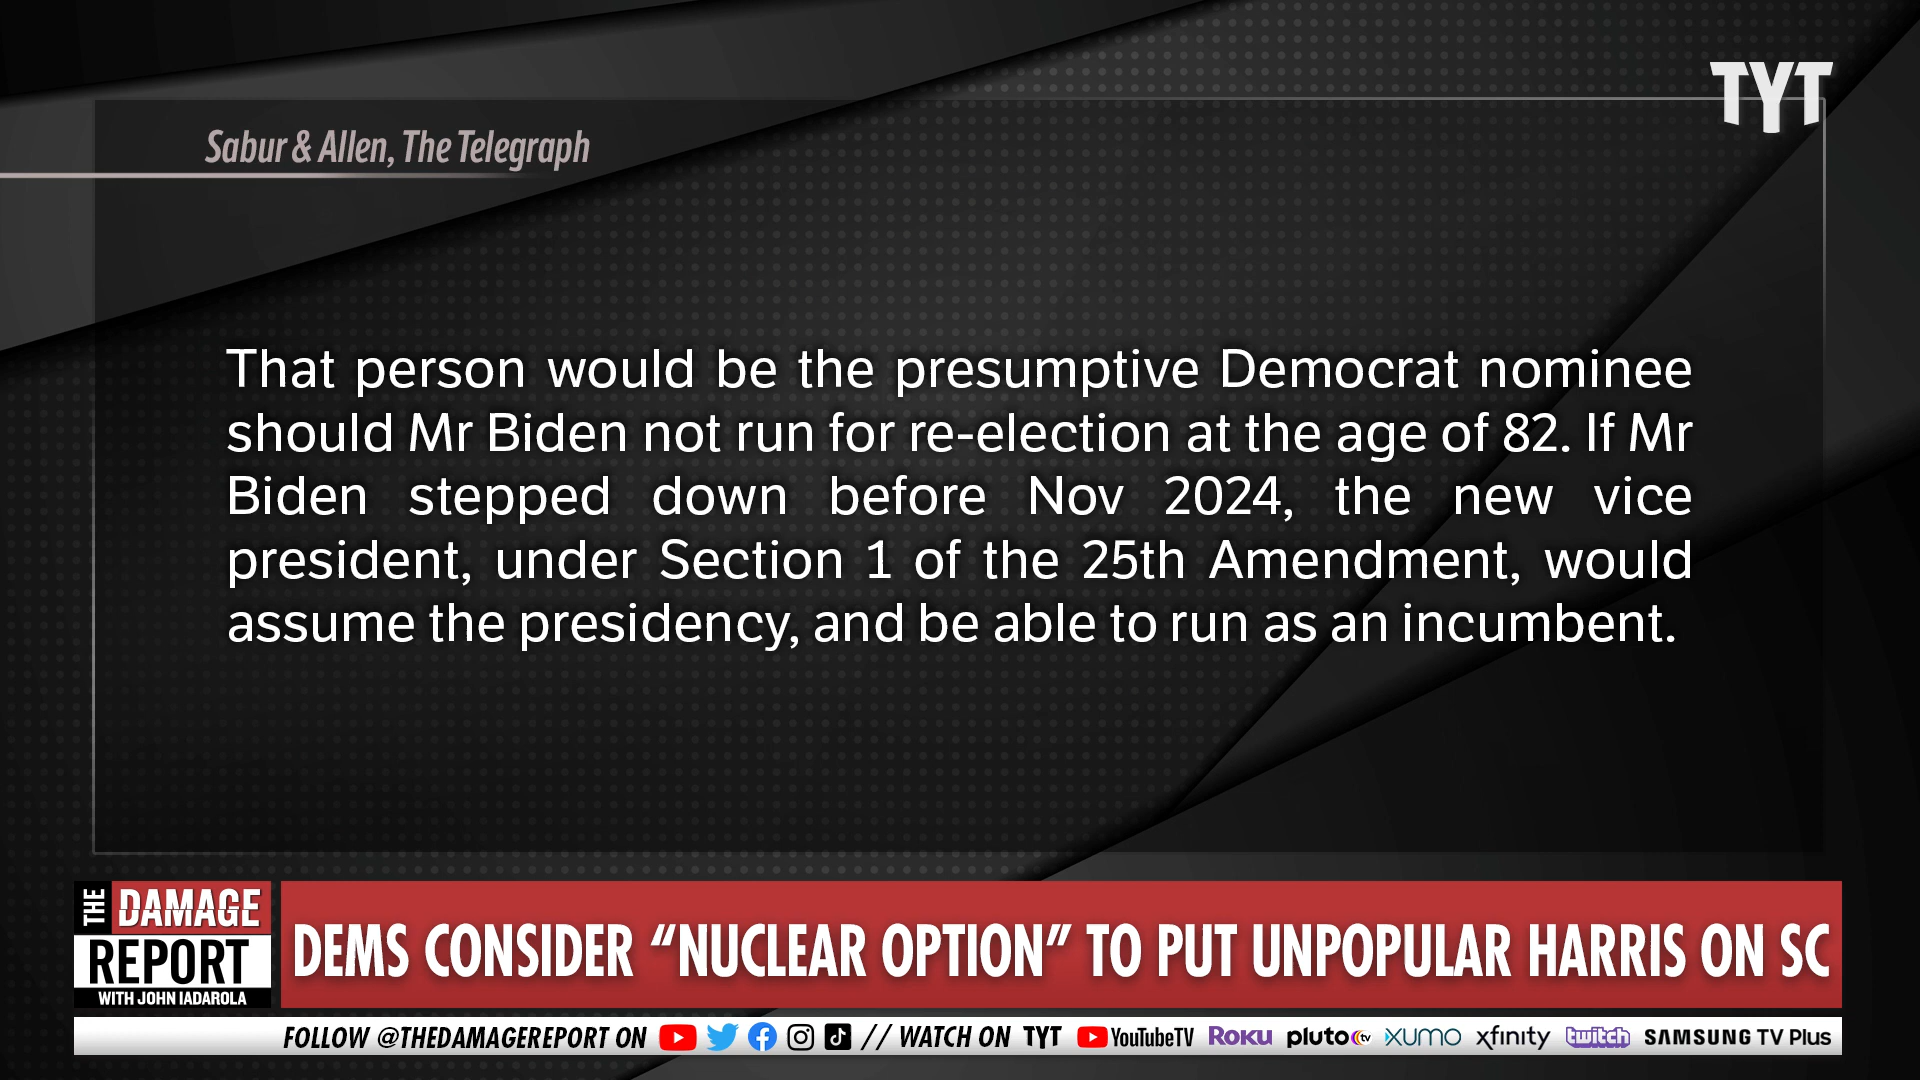 TYT
Sabur & Allen, The Telegraph
That person would be the presumptive Democrat nominee
should Mr Biden not run for re-election at the age of 82. If Mr
Biden stepped down before Nov 2024, the new vice
president, under Section 1 of the 25th Amendment, would
assume the presidency, and be able to run as an incumbent.
THE DAMAGE
REPORT
WITH JOHN IADAROLA
DEMS CONSIDER “NUCLEAR OPTION” TO PUT UNPOPULAR HARRIS ON SC
FOLLOW @THEDAMAGEREPORT ON // WATCH ON TYT YouTubeTV ROKU pluto tv XUMO xfinity twitch SAMSUNG TV Plus